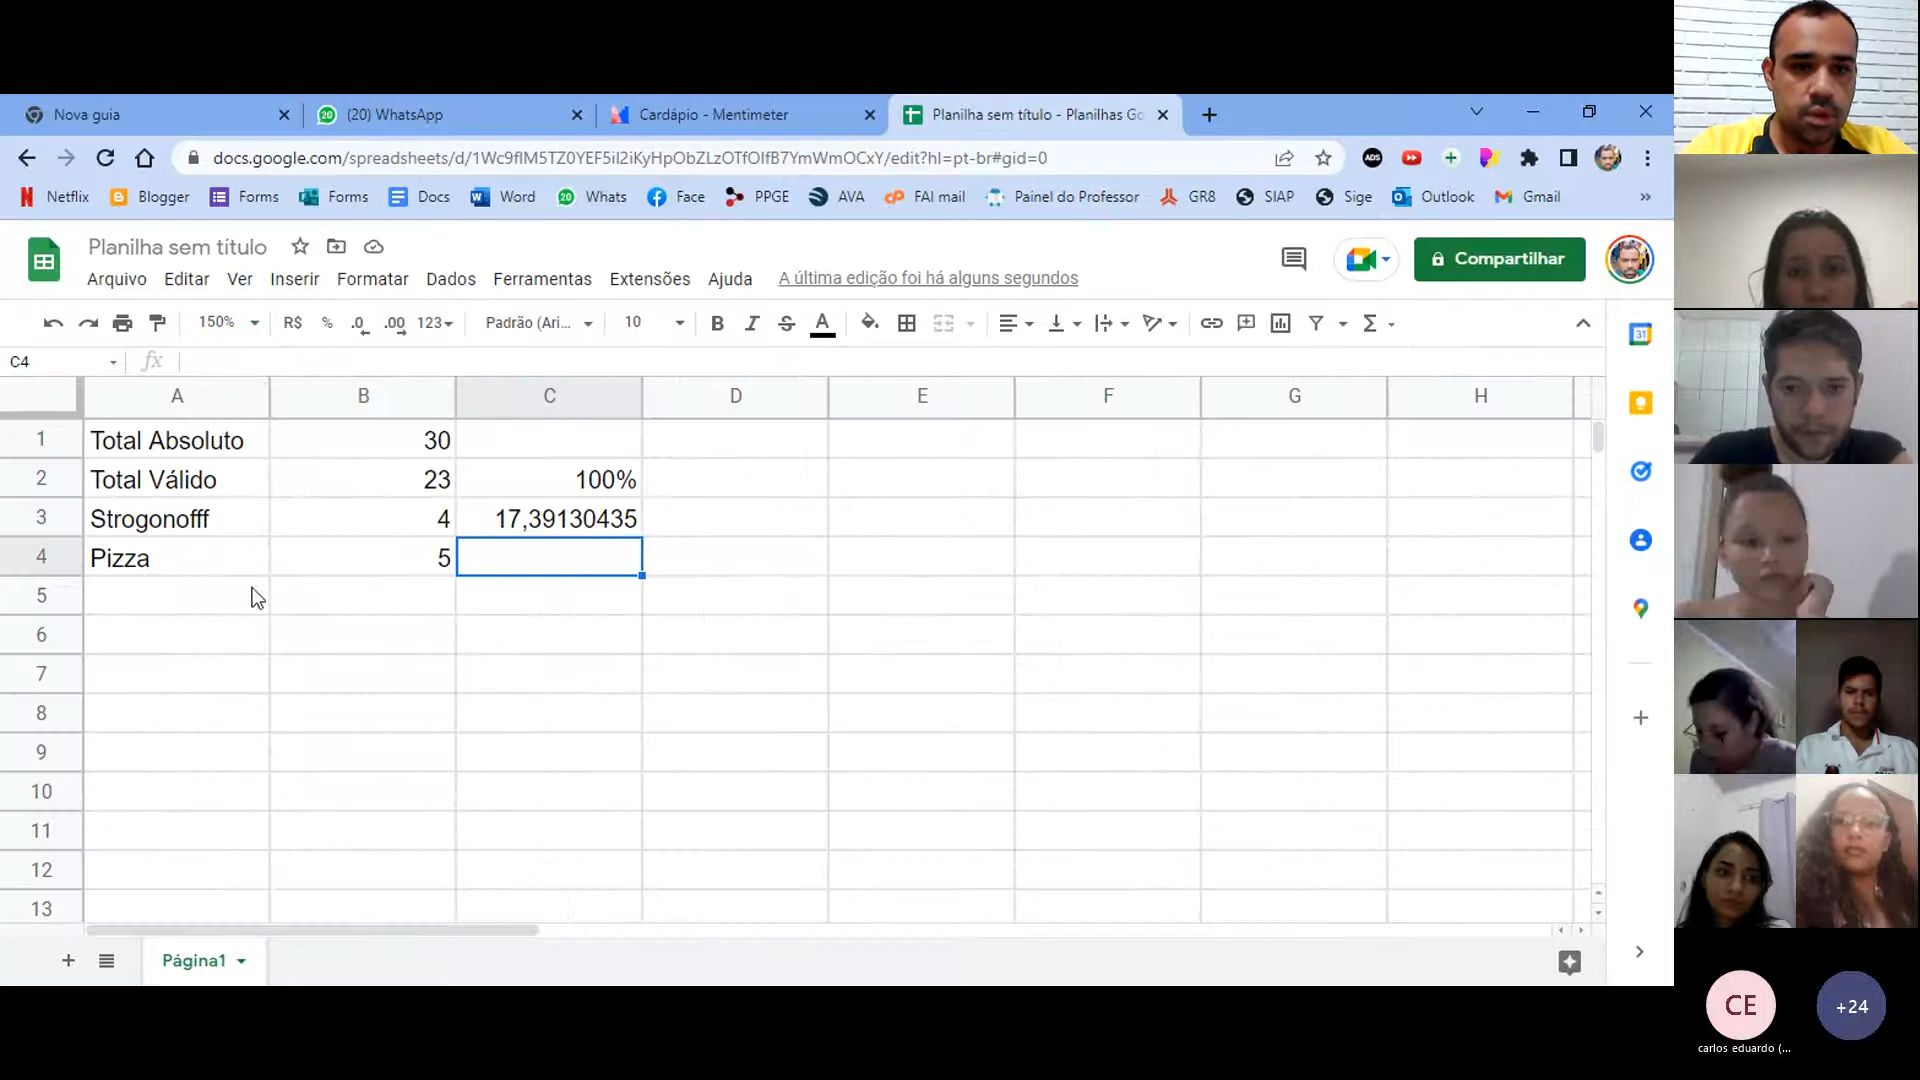 Nova guia
(20) WhatsApp
Cardápio - Mentimeter
Planilha sem título - Planilhas Go
docs.google.com/spreadsheets/d/1Wc9flM5TZ0YEF5il2iKyHpObZLzOTfOIfB7YmWmOCxY/edit?hl=pt-br#gid=0
Netflix Blogger Forms Forms Docs Word Whats Face PPGE AVA FAI mail Painel do Professor GR8 SIAP Sige Outlook Gmail »
Planilha sem título
Arquivo Editar Ver Inserir Formatar Dados Ferramentas Extensões Ajuda A última edição foi há alguns segundos
Compartilhar
150% R$ % .0 .00 123 Padrão (Ari... 10 B I S A Σ
C4 fx
A B C D E F G H
1 Total Absoluto 30
2 Total Válido 23 100%
3 Strogonofff 4 17,39130435
4 Pizza 5
5
6
7
8
9
10
11
12
13
Página1
ADS
31
CE
+24
carlos eduardo (...